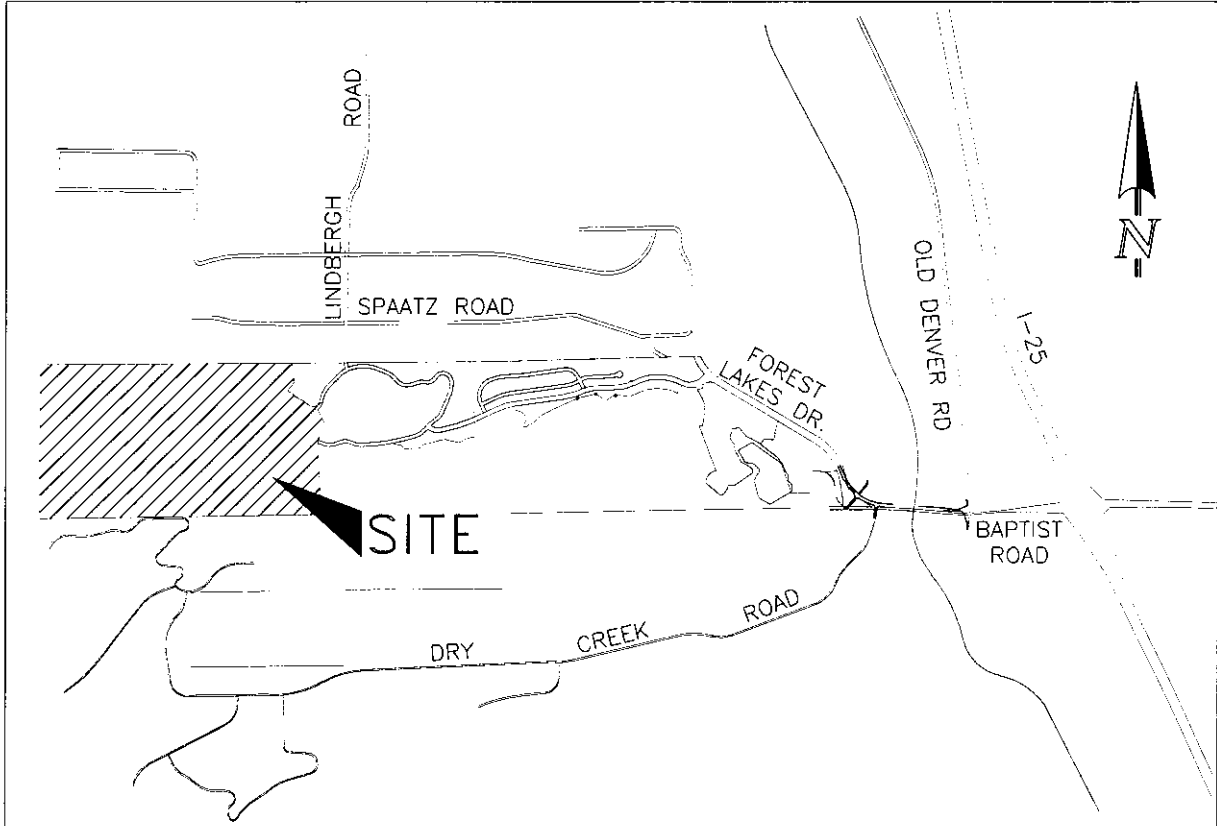 LINDBERGH ROAD
SPAATZ ROAD
FOREST
LAKES DR.
OLD DENVER RD
I-25
N
SITE
BAPTIST
ROAD
DRY CREEK ROAD